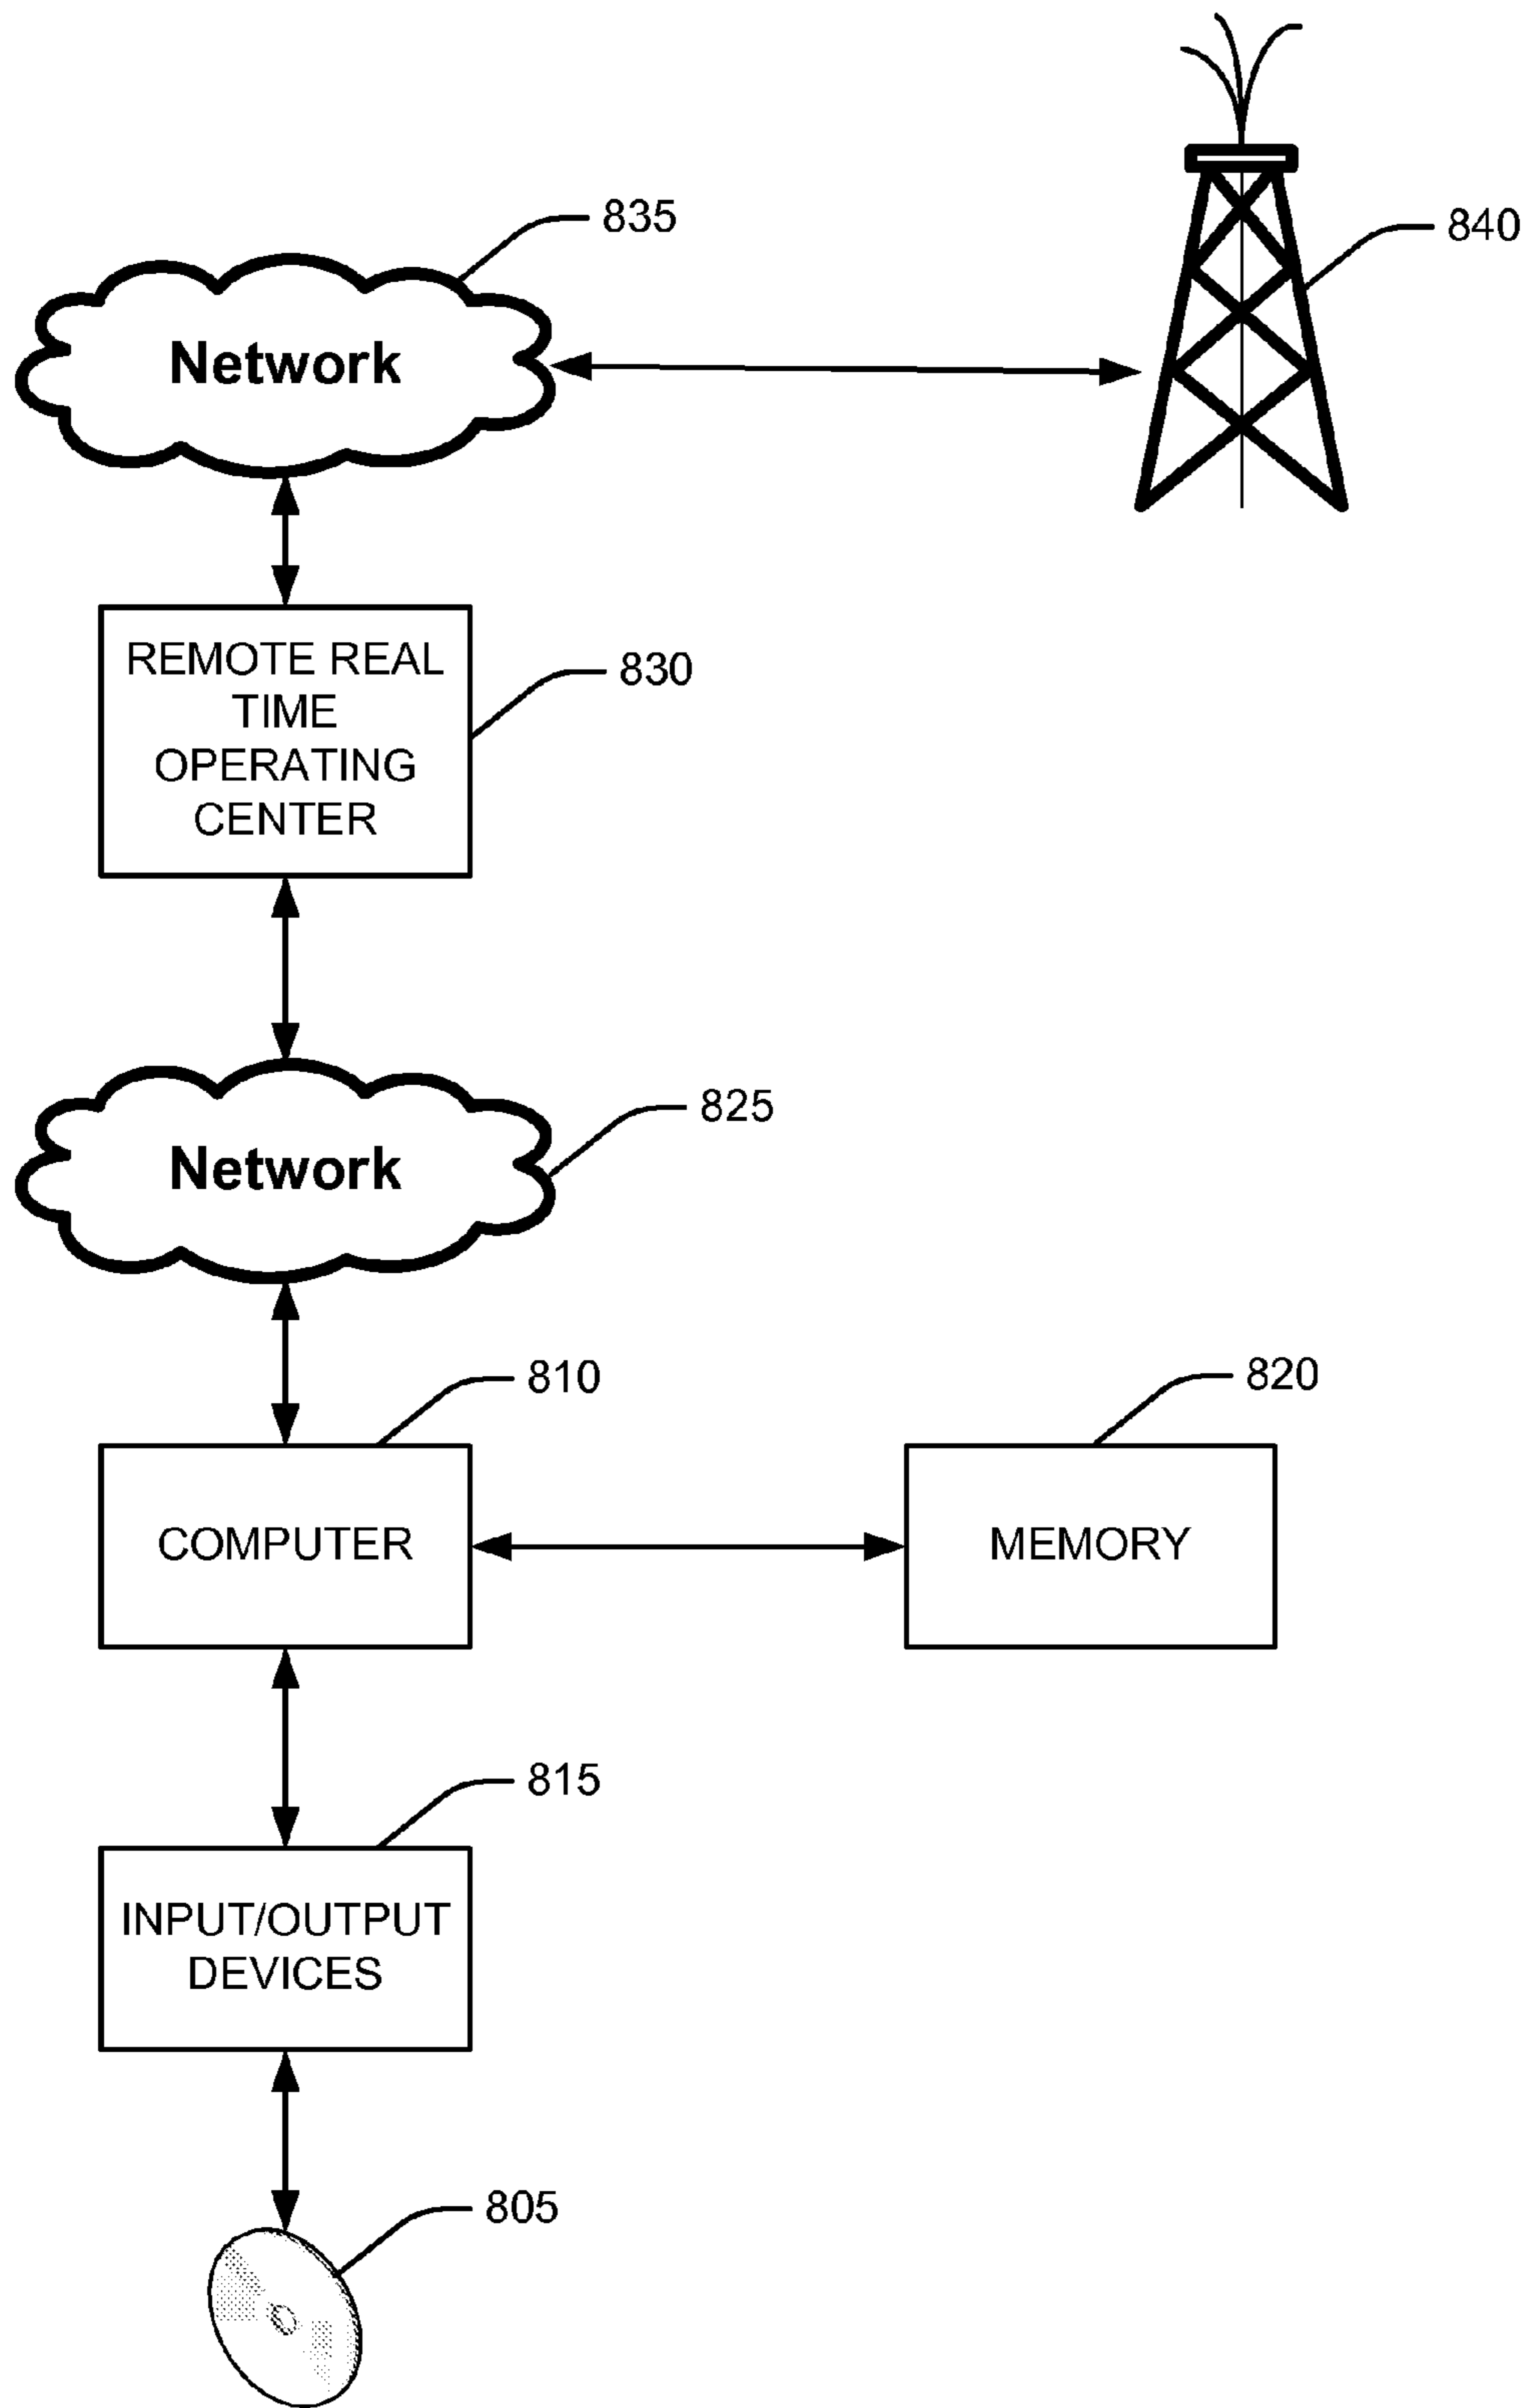 835
840
Network
REMOTE REAL
TIME
OPERATING
CENTER
830
825
Network
810
820
COMPUTER
MEMORY
815
INPUT/OUTPUT
DEVICES
805